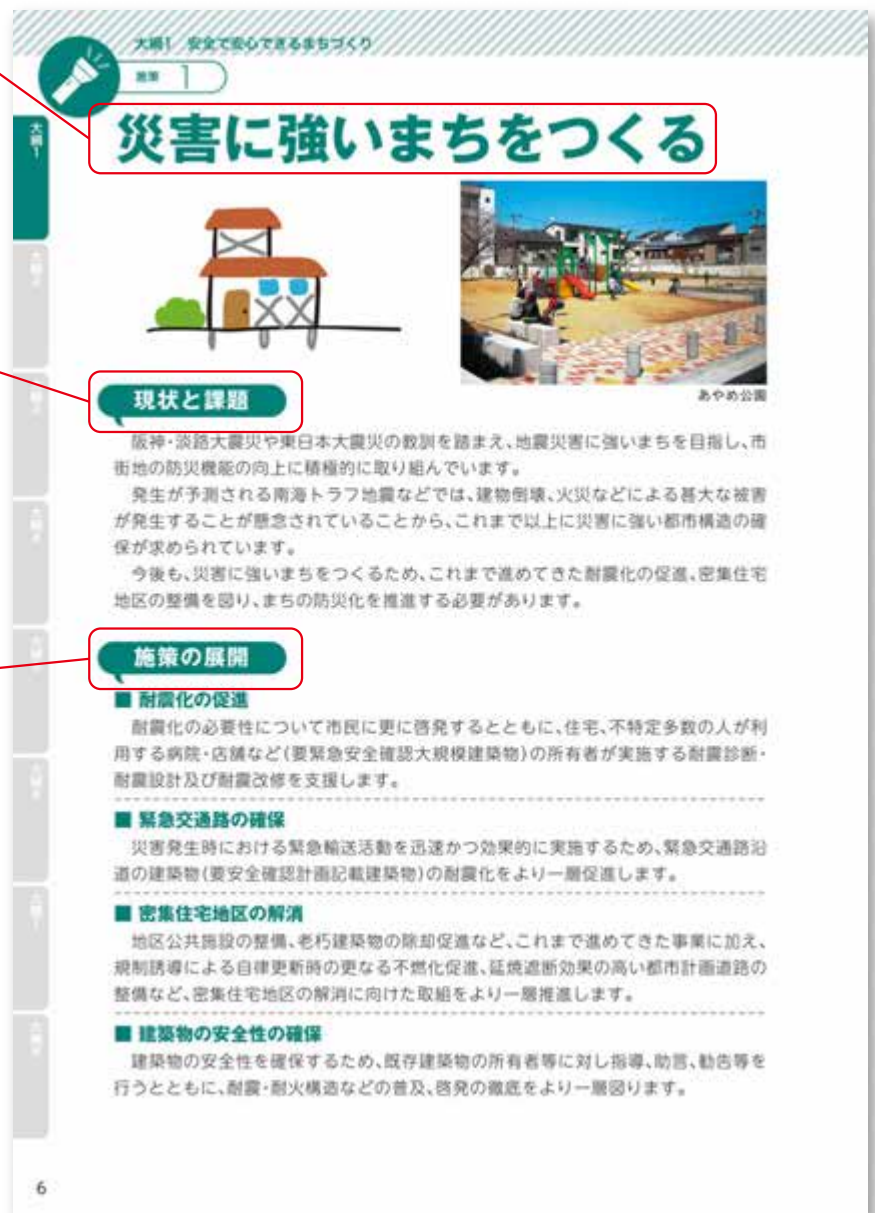 大綱1 安全で安心できるまちづくり
施策 1
大綱1
災害に強いまちをつくる
あやめ公園
現状と課題
阪神・淡路大震災や東日本大震災の教訓を踏まえ、地震災害に強いまちを目指し、市
街地の防災機能の向上に積極的に取り組んでいます。
発生が予測される南海トラフ地震などでは、建物倒壊、火災などによる甚大な被害
が発生することが懸念されていることから、これまで以上に災害に強い都市構造の確
保が求められています。
今後も、災害に強いまちをつくるため、これまで進めてきた耐震化の促進、密集住宅
地区の整備を図り、まちの防災化を推進する必要があります。
施策の展開
■ 耐震化の促進
耐震化の必要性について市民に更に啓発するとともに、住宅、不特定多数の人が利
用する病院・店舗など(要緊急安全確認大規模建築物)の所有者が実施する耐震診断・
耐震設計及び耐震改修を支援します。
■ 緊急交通路の確保
災害発生時における緊急輸送活動を迅速かつ効果的に実施するため、緊急交通路沿
道の建築物(要安全確認計画記載建築物)の耐震化をより一層促進します。
■ 密集住宅地区の解消
地区公共施設の整備、老朽建築物の除却促進など、これまで進めてきた事業に加え、
規制誘導による自律更新時の更なる不燃化促進、延焼遮断効果の高い都市計画道路の
整備など、密集住宅地区の解消に向けた取組をより一層推進します。
■ 建築物の安全性の確保
建築物の安全性を確保するため、既存建築物の所有者等に対し指導、助言、勧告等を
行うとともに、耐震・耐火構造などの普及、啓発の徹底をより一層図ります。
6